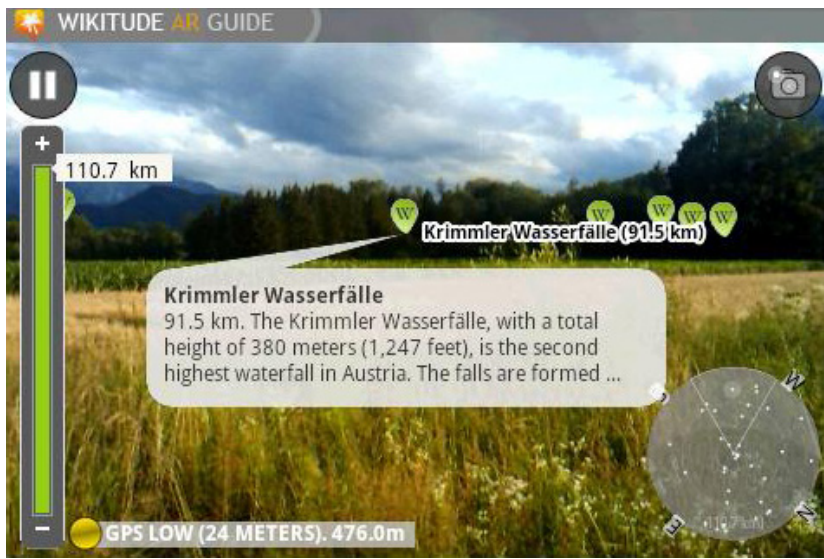 WIKITUDE AR GUIDE
+
110.7 km
W
W
W
W
W
Krimmler Wasserfälle (91.5 km)
Krimmler Wasserfälle
91.5 km. The Krimmler Wasserfälle, with a total
height of 380 meters (1,247 feet), is the second
highest waterfall in Austria. The falls are formed ...
W
N
E
110.7km
−
GPS LOW (24 METERS). 476.0m